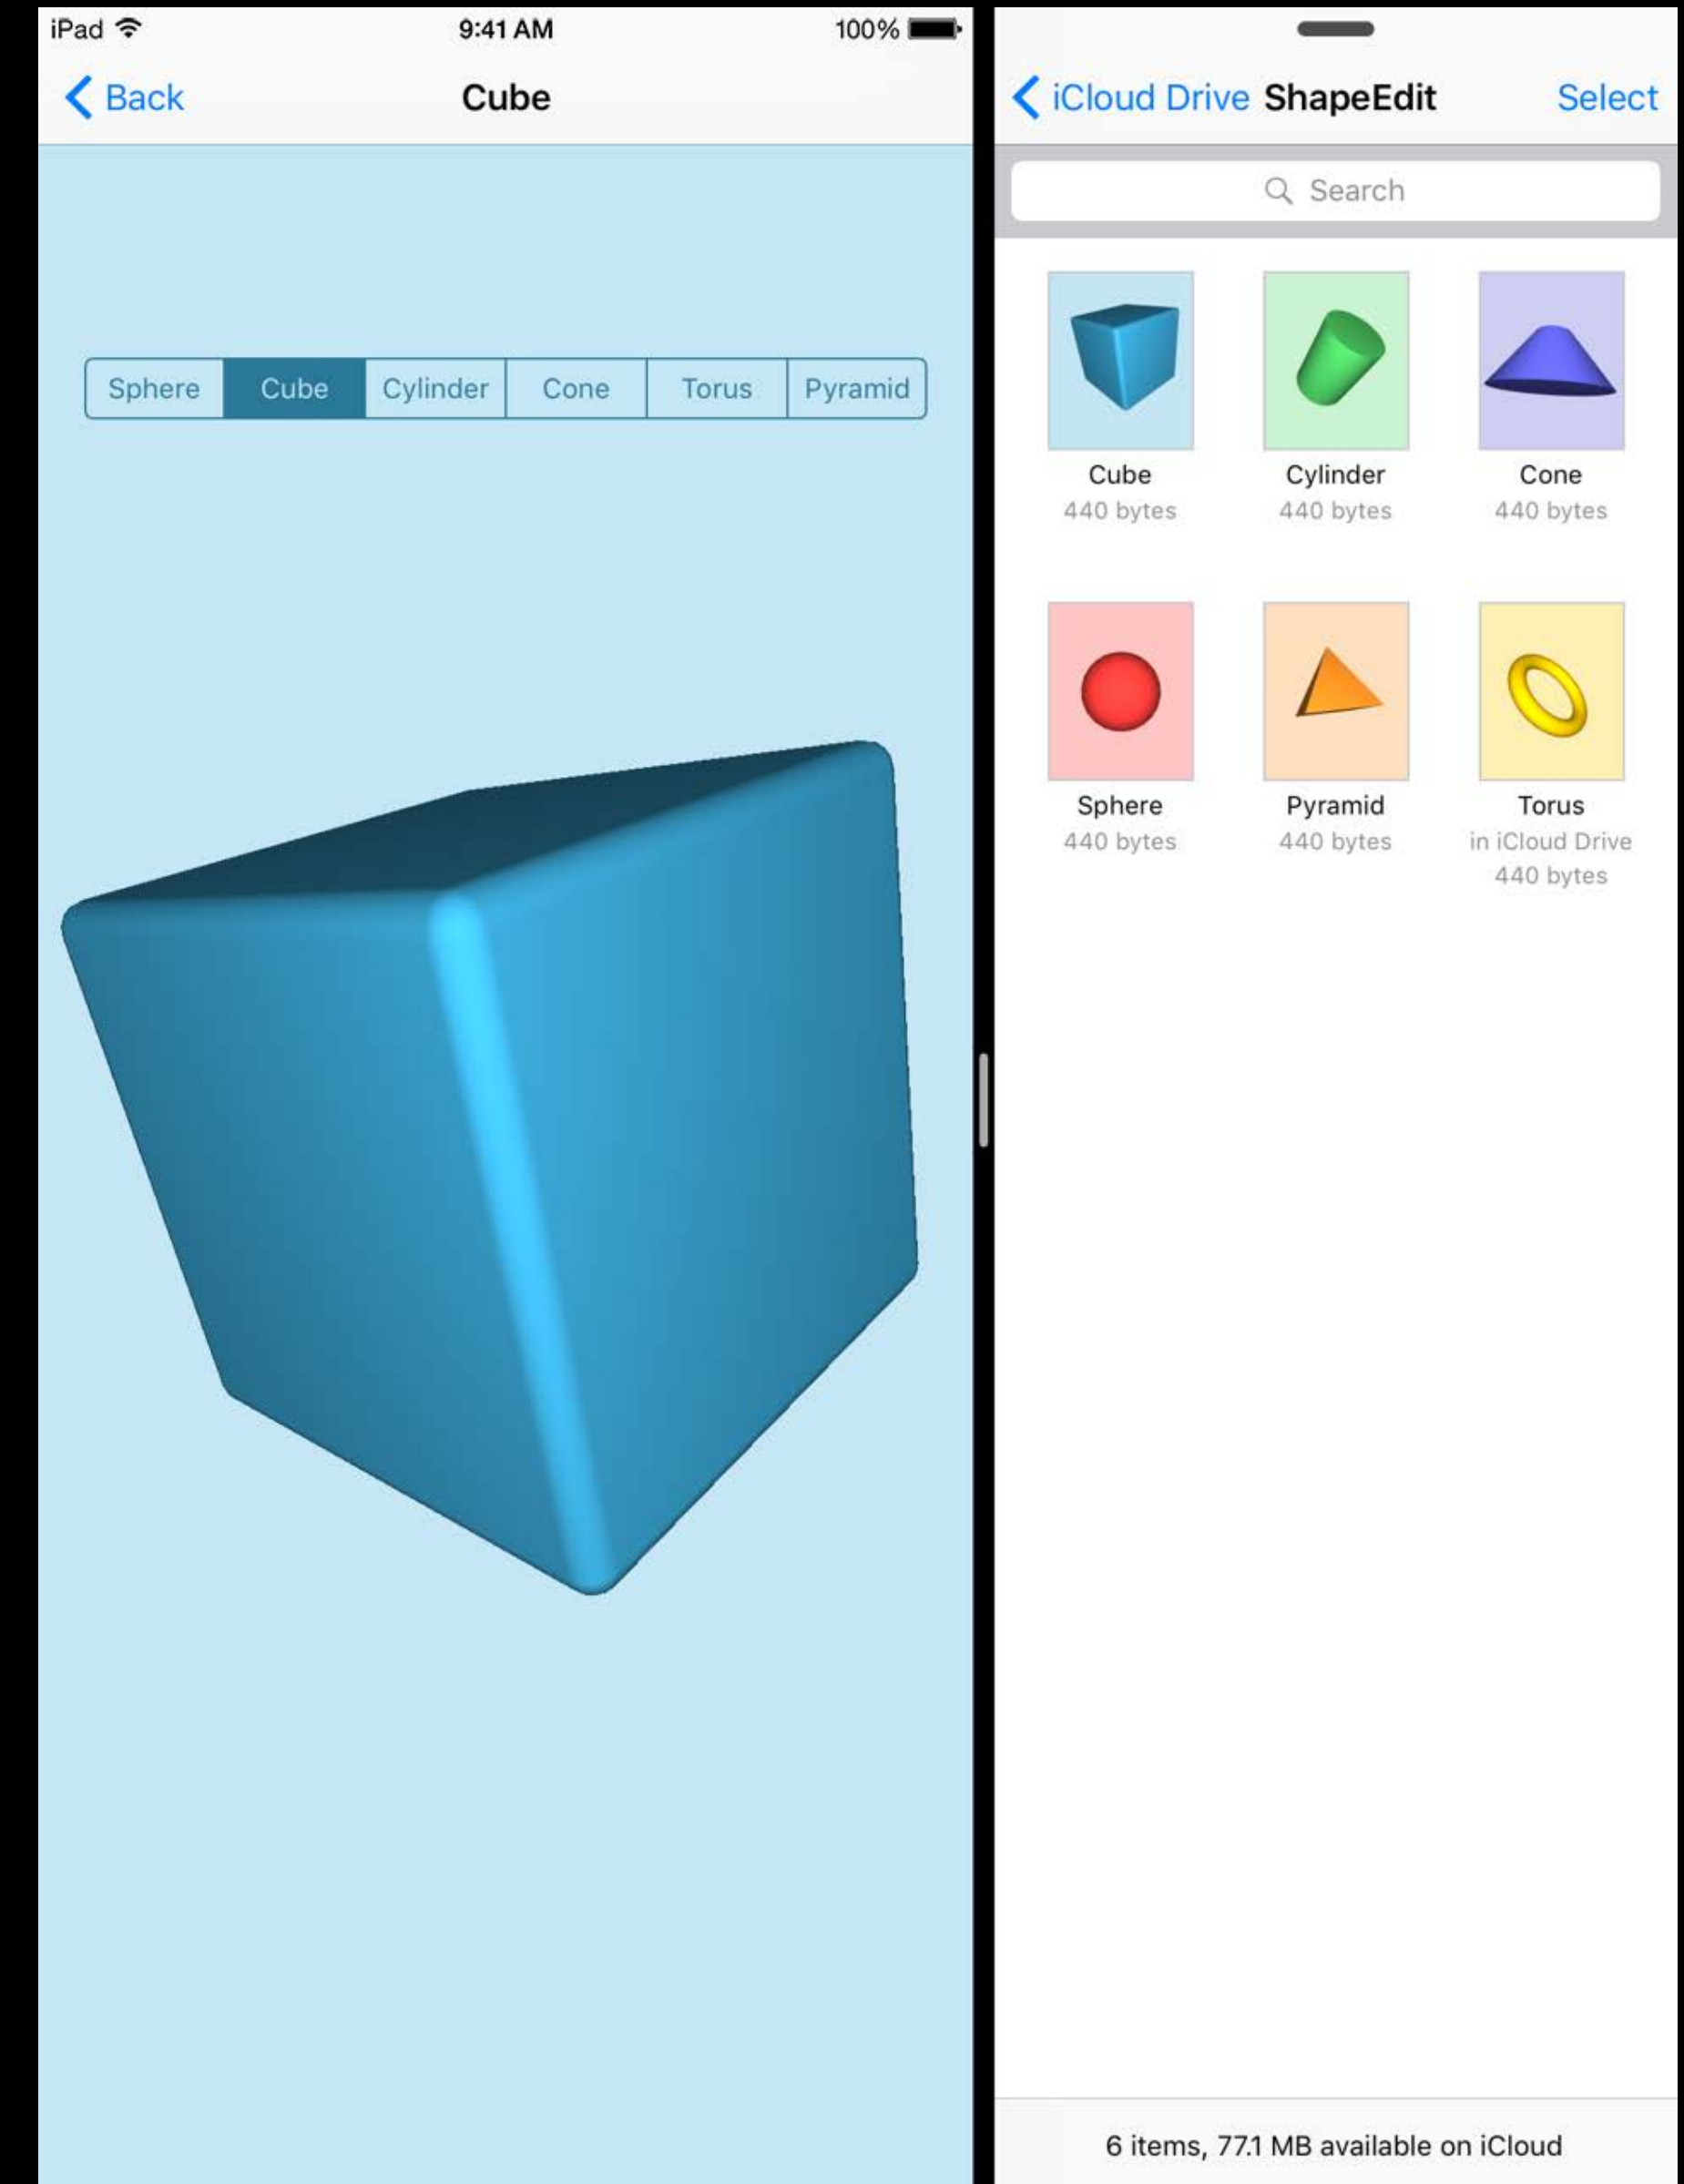 iPad 9:41 AM 100%
Back Cube
Sphere Cube Cylinder Cone Torus Pyramid
iCloud Drive ShapeEdit Select
Search
Cube Cylinder Cone
440 bytes 440 bytes 440 bytes
Sphere Pyramid Torus
440 bytes 440 bytes in iCloud Drive
440 bytes
6 items, 77.1 MB available on iCloud